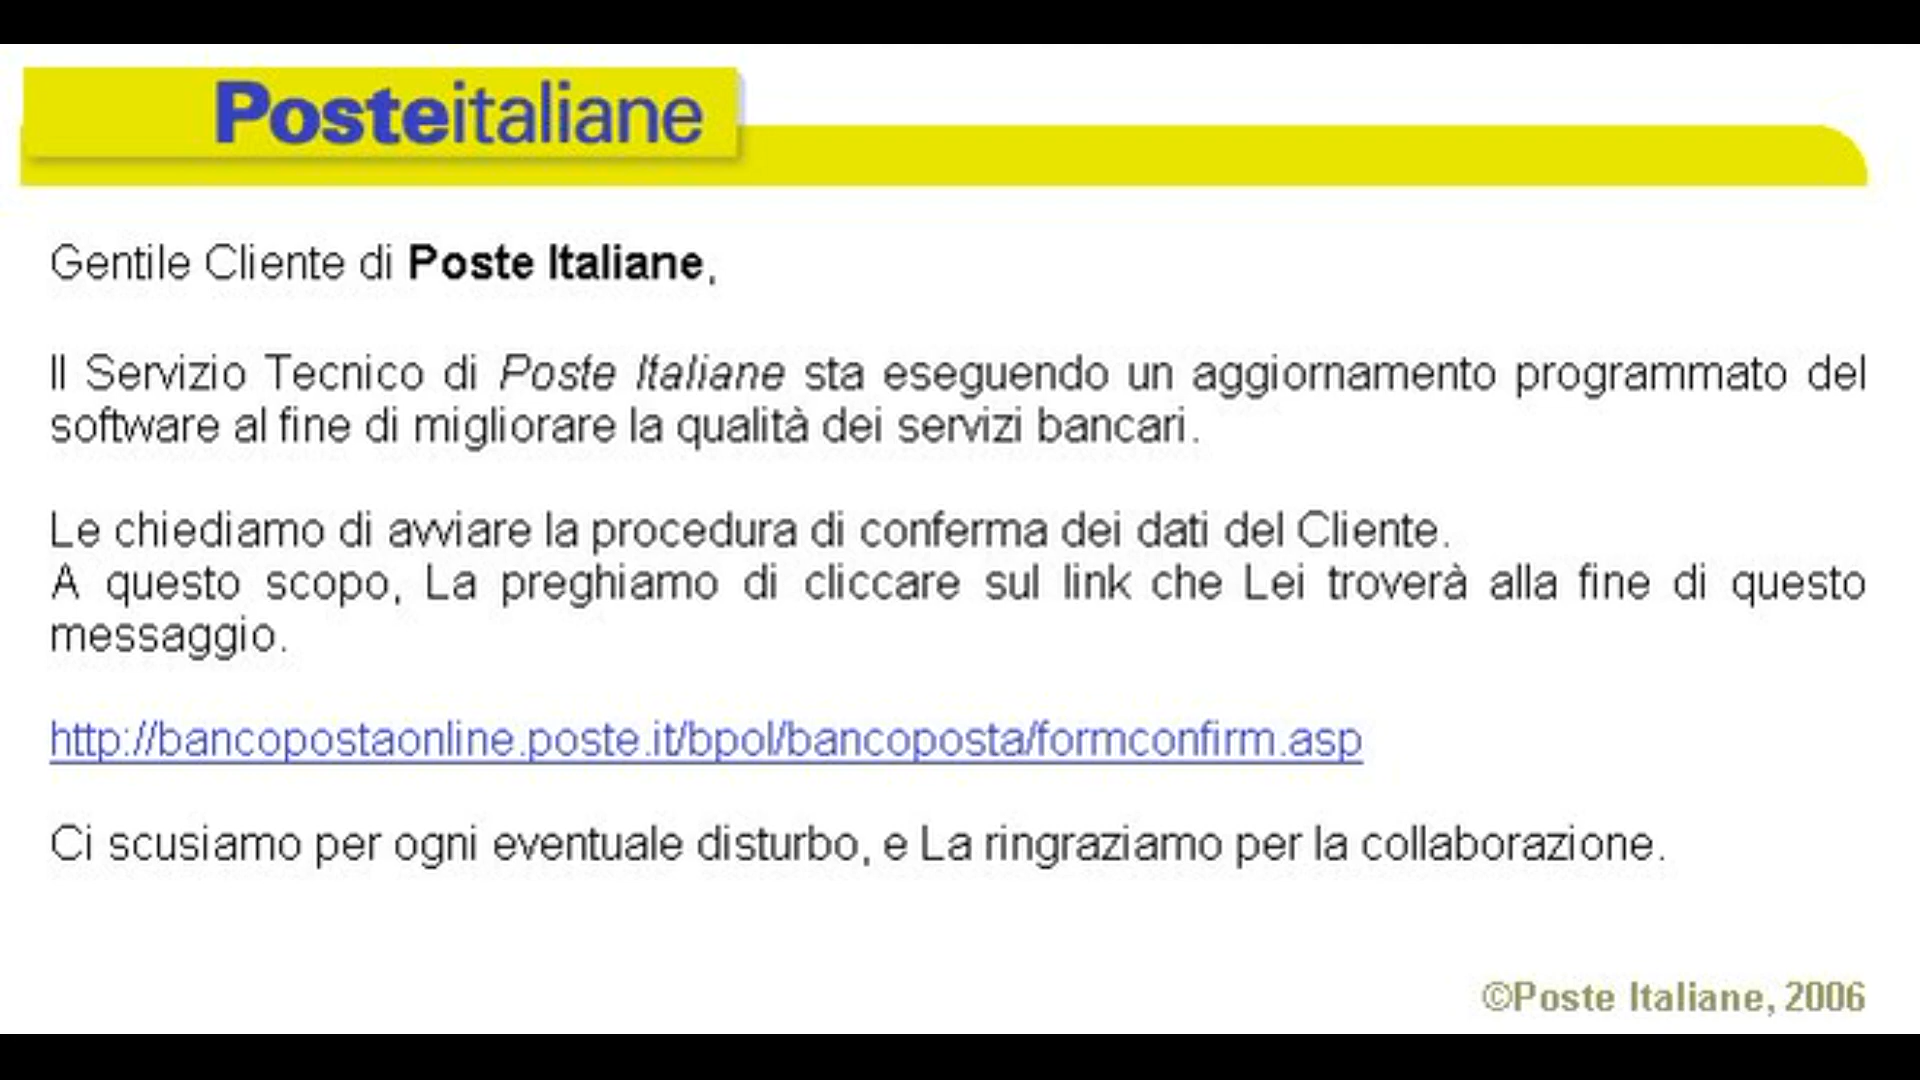 Posteitaliane
Gentile Cliente di Poste Italiane,
Il Servizio Tecnico di Poste Italiane sta eseguendo un aggiornamento programmato del
software al fine di migliorare la qualità dei servizi bancari.
Le chiediamo di avviare la procedura di conferma dei dati del Cliente.
A questo scopo, La preghiamo di cliccare sul link che Lei troverà alla fine di questo
messaggio.
http://bancopostaonline.poste.it/bpol/bancoposta/formconfirm.asp
Ci scusiamo per ogni eventuale disturbo, e La ringraziamo per la collaborazione.
©Poste Italiane, 2006